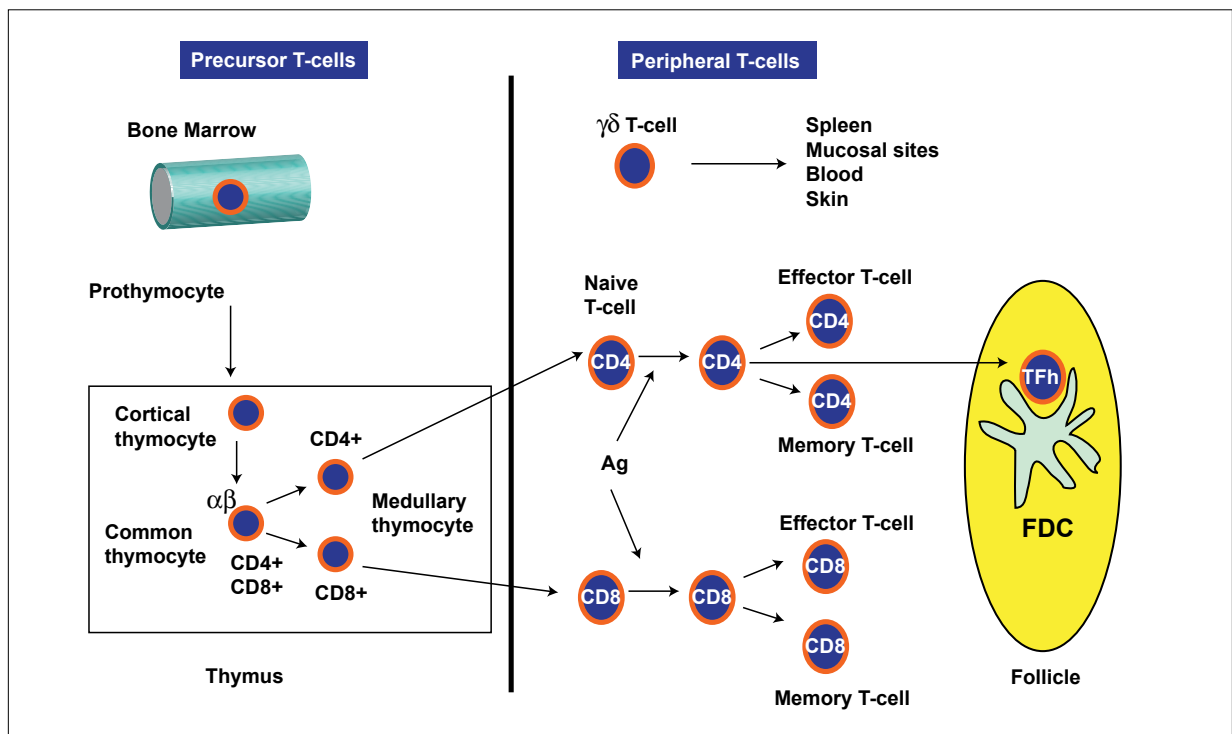 Precursor T-cells
Bone Marrow
Prothymocyte
Cortical
thymocyte
αβ
Common
thymocyte
CD4+
CD8+
CD4+
CD8+
Medullary
thymocyte
Thymus
Peripheral T-cells
γδ T-cell
Spleen
Mucosal sites
Blood
Skin
Naive
T-cell
CD4
CD4
Effector T-cell
CD4
CD4
Memory T-cell
Ag
CD8
CD8
Effector T-cell
CD8
CD8
Memory T-cell
TFh
FDC
Follicle